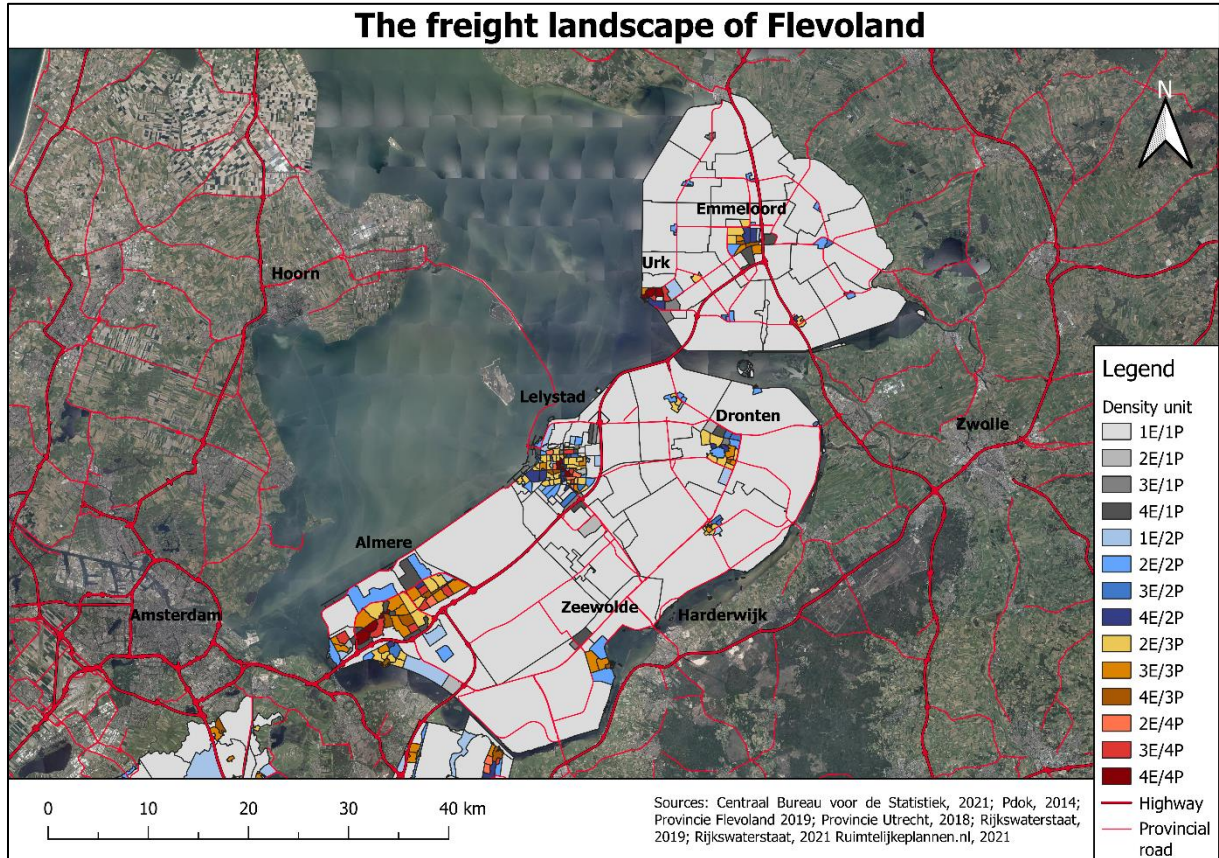 The freight landscape of Flevoland
N
Emmeloord
Urk
Hoorn
Lelystad
Dronten
Zwolle
Almere
Amsterdam
Zeewolde
Harderwijk
Legend
Density unit
1E/1P
2E/1P
3E/1P
4E/1P
1E/2P
2E/2P
3E/2P
4E/2P
2E/3P
3E/3P
4E/3P
2E/4P
3E/4P
4E/4P
Highway
Provincial
road
0 10 20 30 40 km
Sources: Centraal Bureau voor de Statistiek, 2021; Pdok, 2014;
Provincie Flevoland 2019; Provincie Utrecht, 2018; Rijkswaterstaat,
2019; Rijkswaterstaat, 2021 Ruimtelijkeplannen.nl, 2021